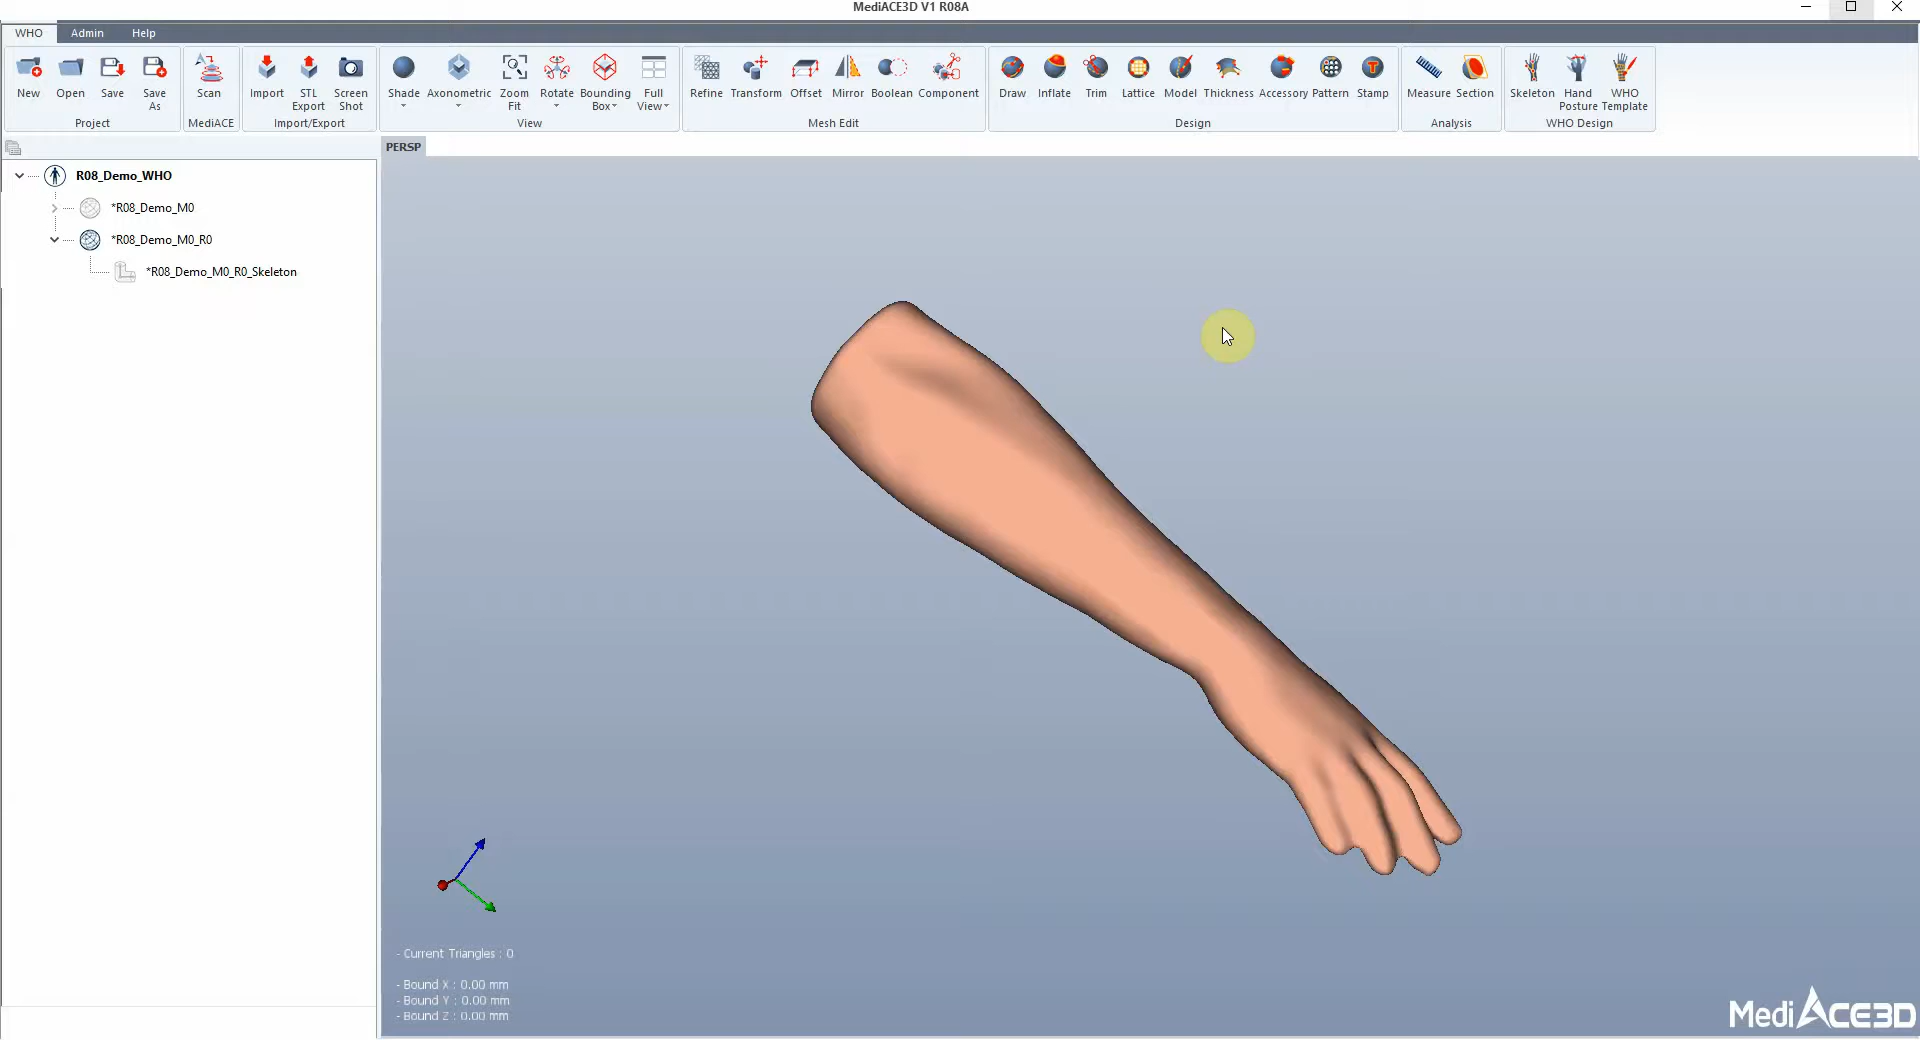 MediACE3D V1 R08A
WHO Admin Help
New Open Save Save As Scan Import STL Export Screen Shot Shade Axonometric Zoom Fit Rotate Bounding Box Full View Refine Transform Offset Mirror Boolean Component Draw Inflate Trim Lattice Model Thickness Accessory Pattern Stamp Measure Section Skeleton Hand Posture WHO Template
Project MediACE Import/Export View Mesh Edit Design Analysis WHO Design
PERSP
R08_Demo_WHO
*R08_Demo_M0
*R08_Demo_M0_R0
*R08_Demo_M0_R0_Skeleton
- Current Triangles : 0
- Bound X : 0.00 mm
- Bound Y : 0.00 mm
- Bound Z : 0.00 mm
MediACE3D